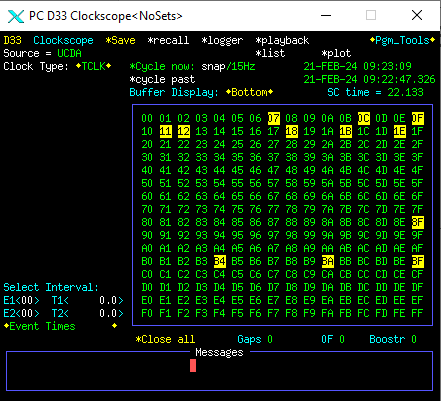 PC D33 Clockscope<NoSets>
D33 Clockscope *Save *recall *logger *playback ♦Pgm_Tools♦
Source = UCDA *list *plot
Clock Type: ♦TCLK♦ *Cycle now: snap/15Hz 21-FEB-24 09:23:09
*cycle past 21-FEB-24 09:22:47.326
Buffer Display: ♦Bottom♦ SC time = 22.133
00 01 02 03 04 05 06 07 08 09 0A 0B 0C 0D 0E 0F
10 11 12 13 14 15 16 17 18 19 1A 1B 1C 1D 1E 1F
20 21 22 23 24 25 26 27 28 29 2A 2B 2C 2D 2E 2F
30 31 32 33 34 35 36 37 38 39 3A 3B 3C 3D 3E 3F
40 41 42 43 44 45 46 47 48 49 4A 4B 4C 4D 4E 4F
50 51 52 53 54 55 56 57 58 59 5A 5B 5C 5D 5E 5F
60 61 62 63 64 65 66 67 68 69 6A 6B 6C 6D 6E 6F
70 71 72 73 74 75 76 77 78 79 7A 7B 7C 7D 7E 7F
80 81 82 83 84 85 86 87 88 89 8A 8B 8C 8D 8E 8F
90 91 92 93 94 95 96 97 98 99 9A 9B 9C 9D 9E 9F
A0 A1 A2 A3 A4 A5 A6 A7 A8 A9 AA AB AC AD AE AF
B0 B1 B2 B3 B4 B5 B6 B7 B8 B9 BA BB BC BD BE BF
C0 C1 C2 C3 C4 C5 C6 C7 C8 C9 CA CB CC CD CE CF
D0 D1 D2 D3 D4 D5 D6 D7 D8 D9 DA DB DC DD DE DF
E0 E1 E2 E3 E4 E5 E6 E7 E8 E9 EA EB EC ED EE EF
F0 F1 F2 F3 F4 F5 F6 F7 F8 F9 FA FB FC FD FE FF
Select Interval:
E1<00> T1< 0.0>
E2<00> T2< 0.0>
♦Event Times ♦
*Close all Gaps 0 0F 0 Boostr 0
Messages